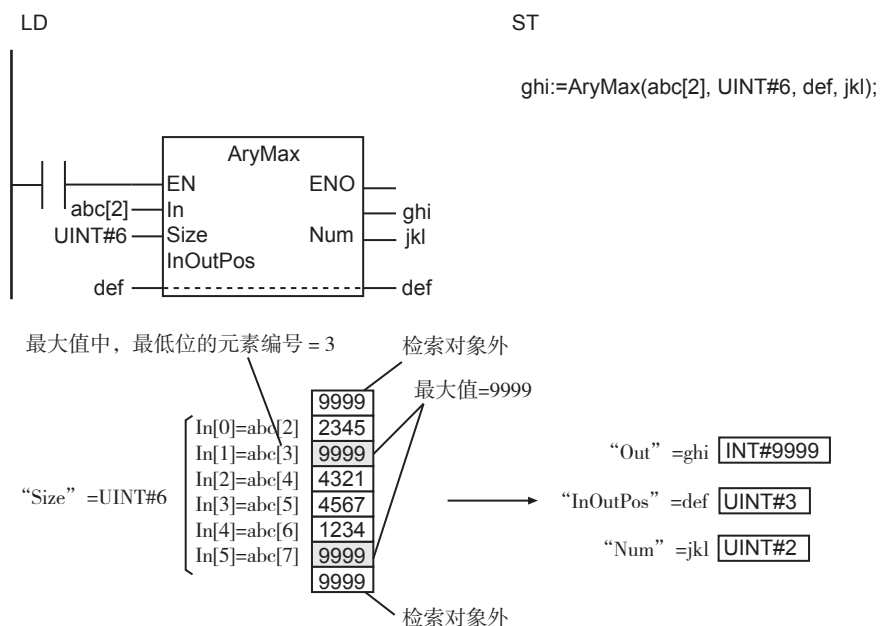 LD
ST
ghi:=AryMax(abc[2], UINT#6, def, jkl);
AryMax
EN ENO
abc[2] In ghi
UINT#6 Size Num jkl
InOutPos
def def
最大值中，最低位的元素编号 = 3
检索对象外
最大值=9999
9999
In[0]=abc[2] 2345
In[1]=abc[3] 9999
In[2]=abc[4] 4321
In[3]=abc[5] 4567
In[4]=abc[6] 1234
In[5]=abc[7] 9999
9999
“Size”=UINT#6
检索对象外
“Out”=ghi INT#9999
“InOutPos”=def UINT#3
“Num”=jkl UINT#2